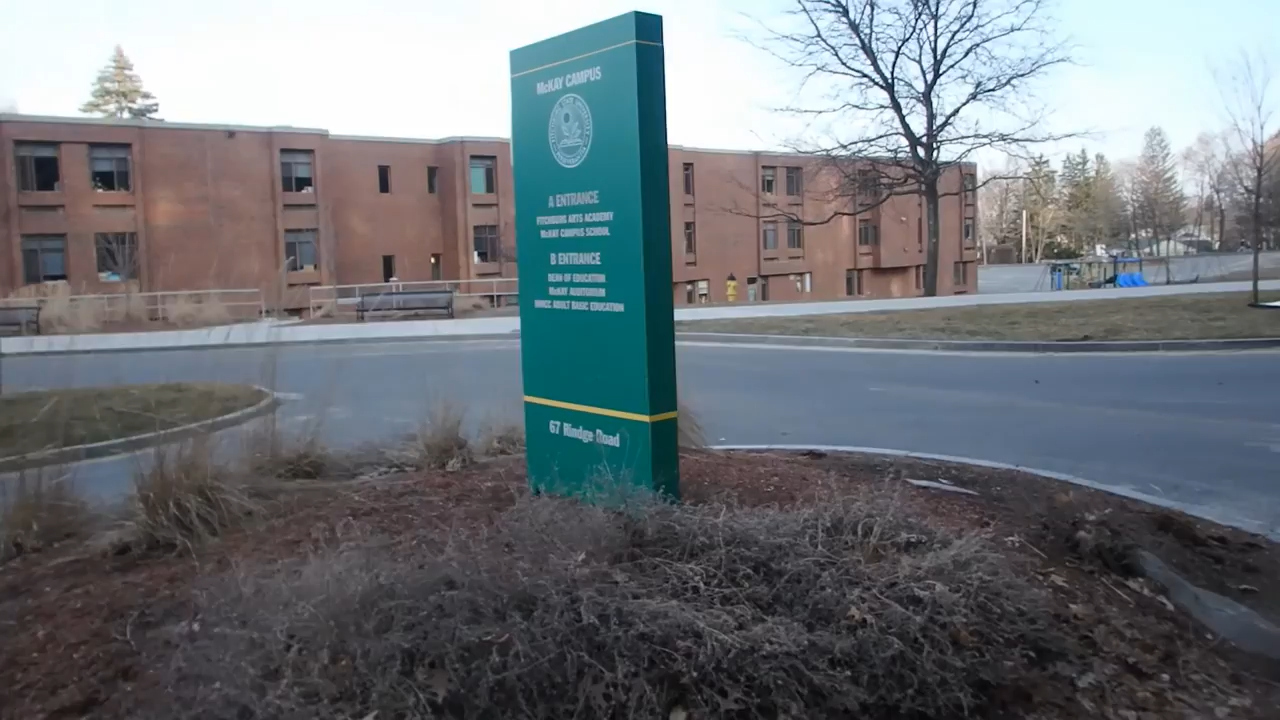 McKAY CAMPUS
A ENTRANCE
FITCHBURG ARTS ACADEMY
McKAY CAMPUS SCHOOL
B ENTRANCE
DEAN OF EDUCATION
McKAY AUDITORIUM
MWCC ADULT BASIC EDUCATION
67 Rindge Road